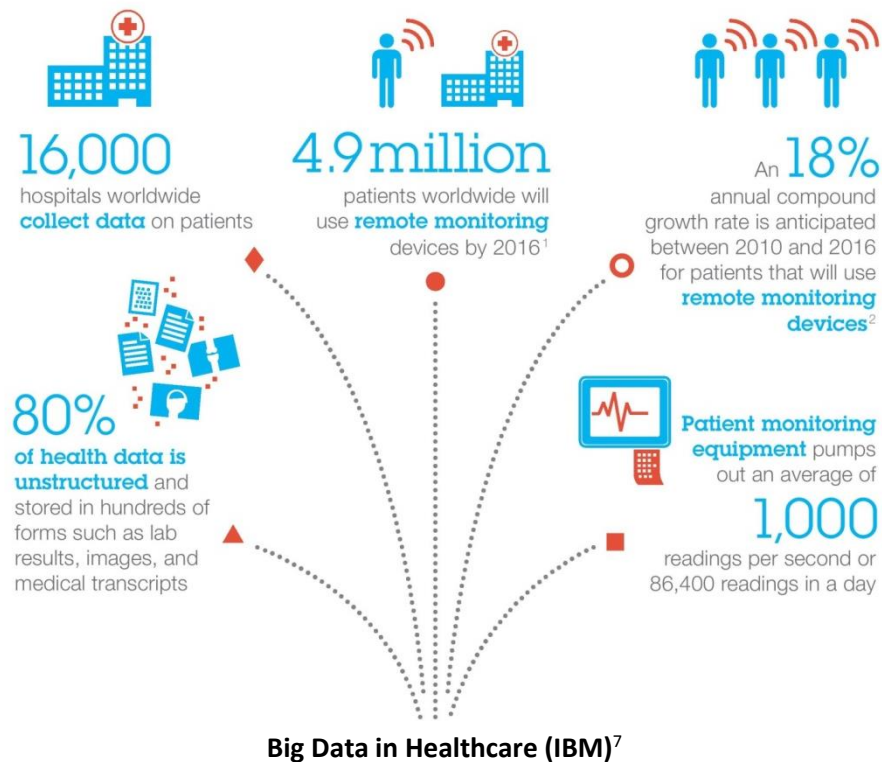 16,000
hospitals worldwide
collect data on patients
4.9 million
patients worldwide will
use remote monitoring
devices by 2016¹
An 18%
annual compound
growth rate is anticipated
between 2010 and 2016
for patients that will use
remote monitoring
devices²
80%
of health data is
unstructured and
stored in hundreds of
forms such as lab
results, images, and
medical transcripts
Patient monitoring
equipment pumps
out an average of
1,000
readings per second or
86,400 readings in a day
Big Data in Healthcare (IBM)⁷